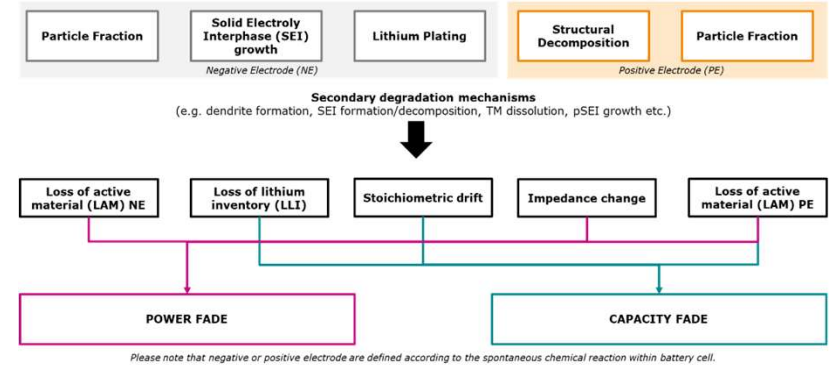 Particle Fraction
Solid Electroly
Interphase (SEI)
growth
Lithium Plating
Structural
Decomposition
Particle Fraction
Negative Electrode (NE)
Positive Electrode (PE)
Secondary degradation mechanisms
(e.g. dendrite formation, SEI formation/decomposition, TM dissolution, pSEI growth etc.)
Loss of active
material (LAM) NE
Loss of lithium
inventory (LLI)
Stoichiometric drift
Impedance change
Loss of active
material (LAM) PE
POWER FADE
CAPACITY FADE
Please note that negative or positive electrode are defined according to the spontaneous chemical reaction within battery cell.